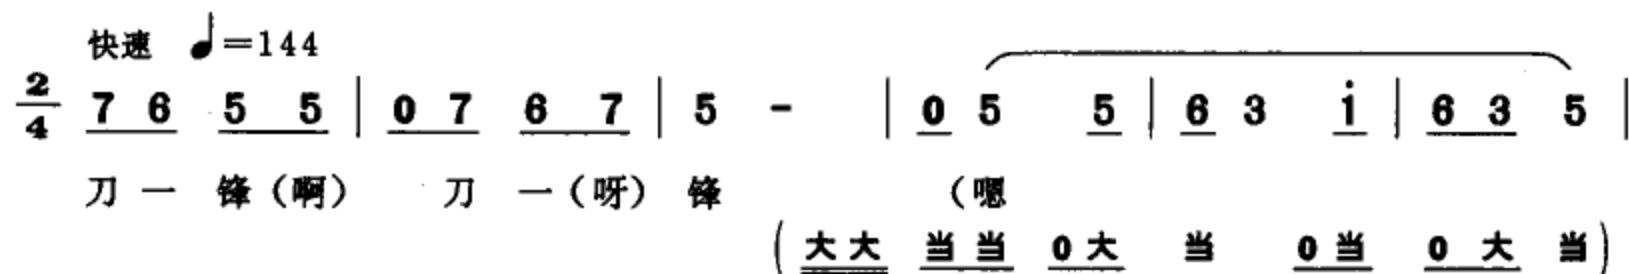 快速 ♩=144
2/4 7 6 5 5 | 0 7 6 7 | 5 - | 0 5 5 | 6 3 i | 6 3 5 |
刀 一 锋（啊） 刀 一（呀）锋 （嗯
（大大 当当 0大 当 0当 0 大 当）